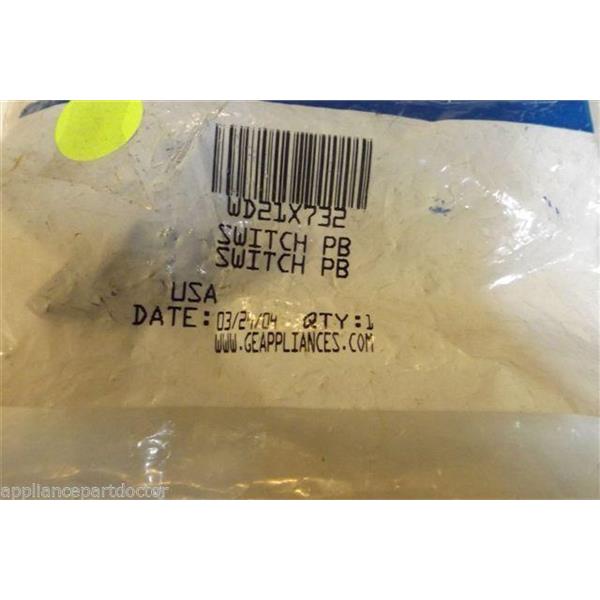 WD21X732
SWITCH PB
SWITCH PB
USA
DATE: 03/24/04 QTY:1
WWW.GEAPPLIANCES.COM
appliancepartdoctor